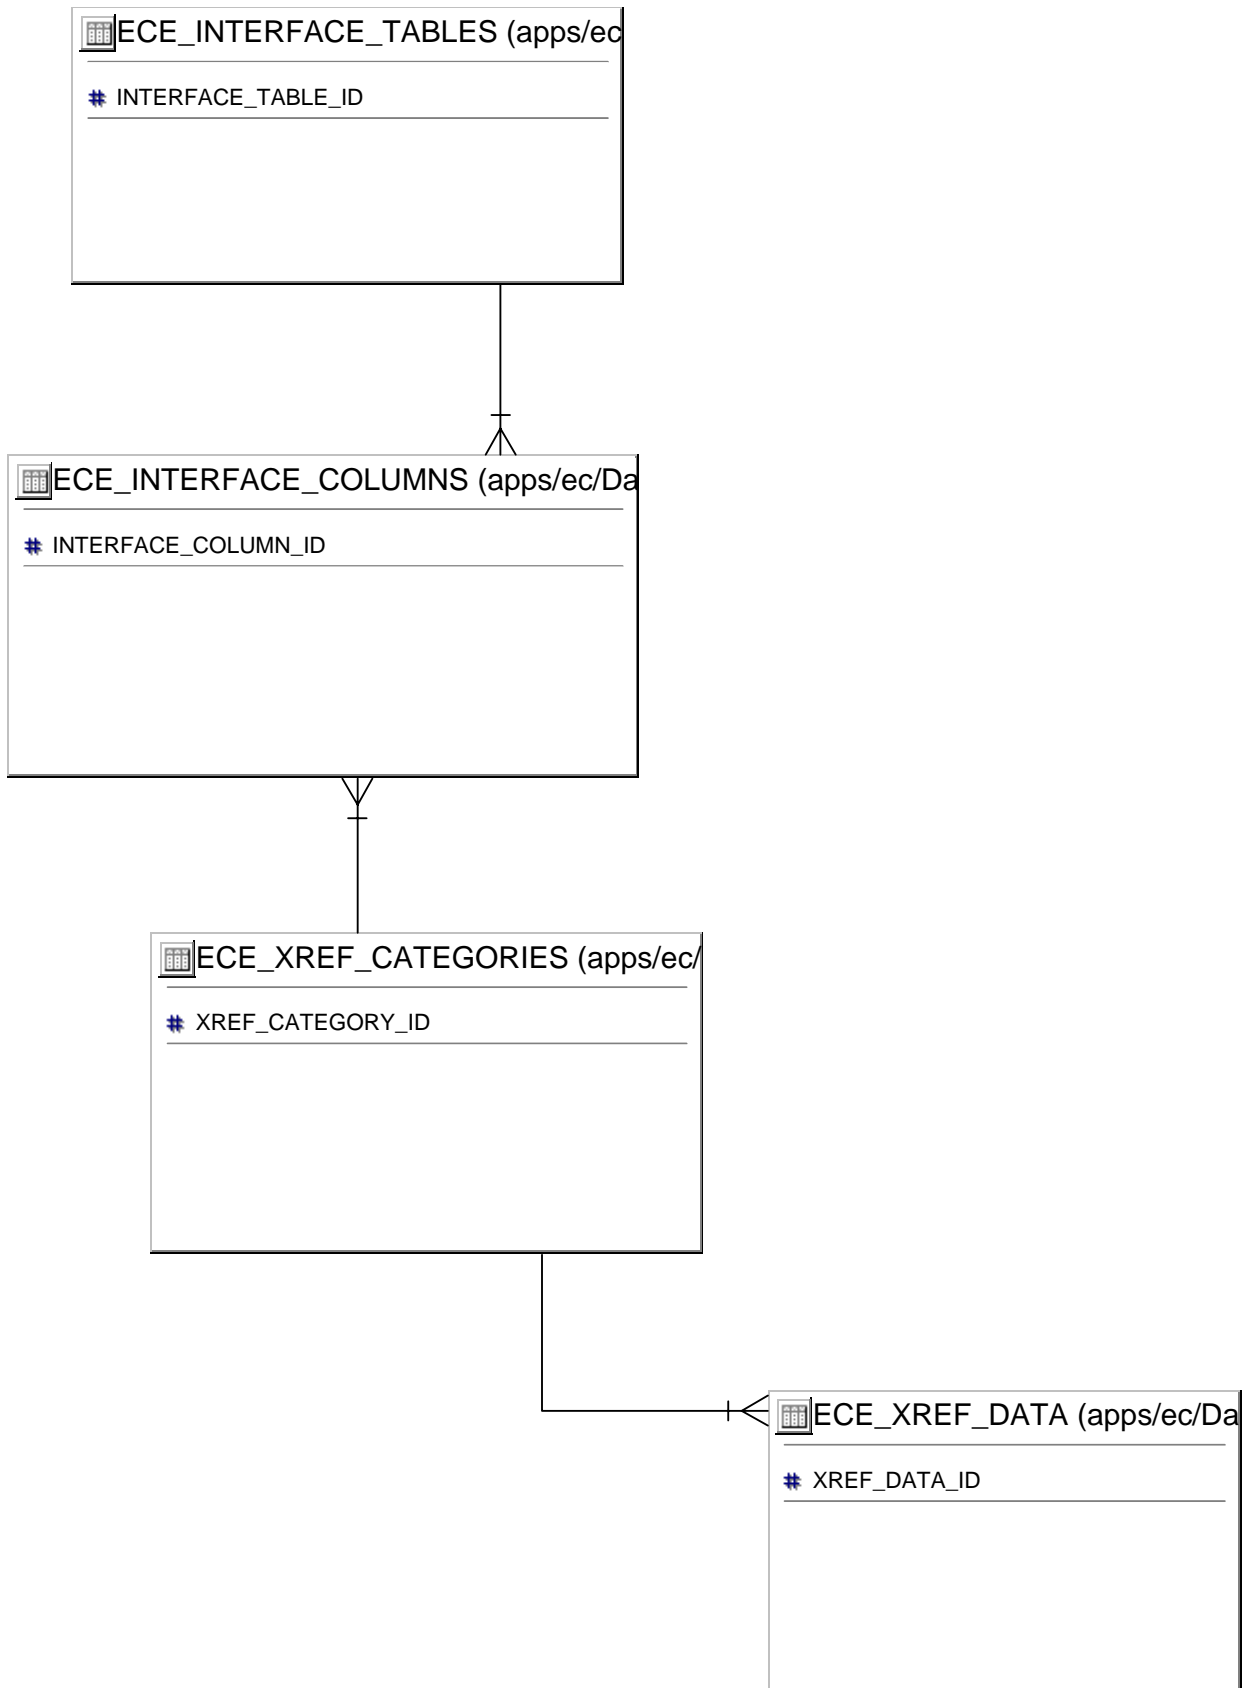 ECE_INTERFACE_TABLES (apps/ec
# INTERFACE_TABLE_ID
ECE_INTERFACE_COLUMNS (apps/ec/Da
# INTERFACE_COLUMN_ID
ECE_XREF_CATEGORIES (apps/ec/
# XREF_CATEGORY_ID
ECE_XREF_DATA (apps/ec/Da
# XREF_DATA_ID